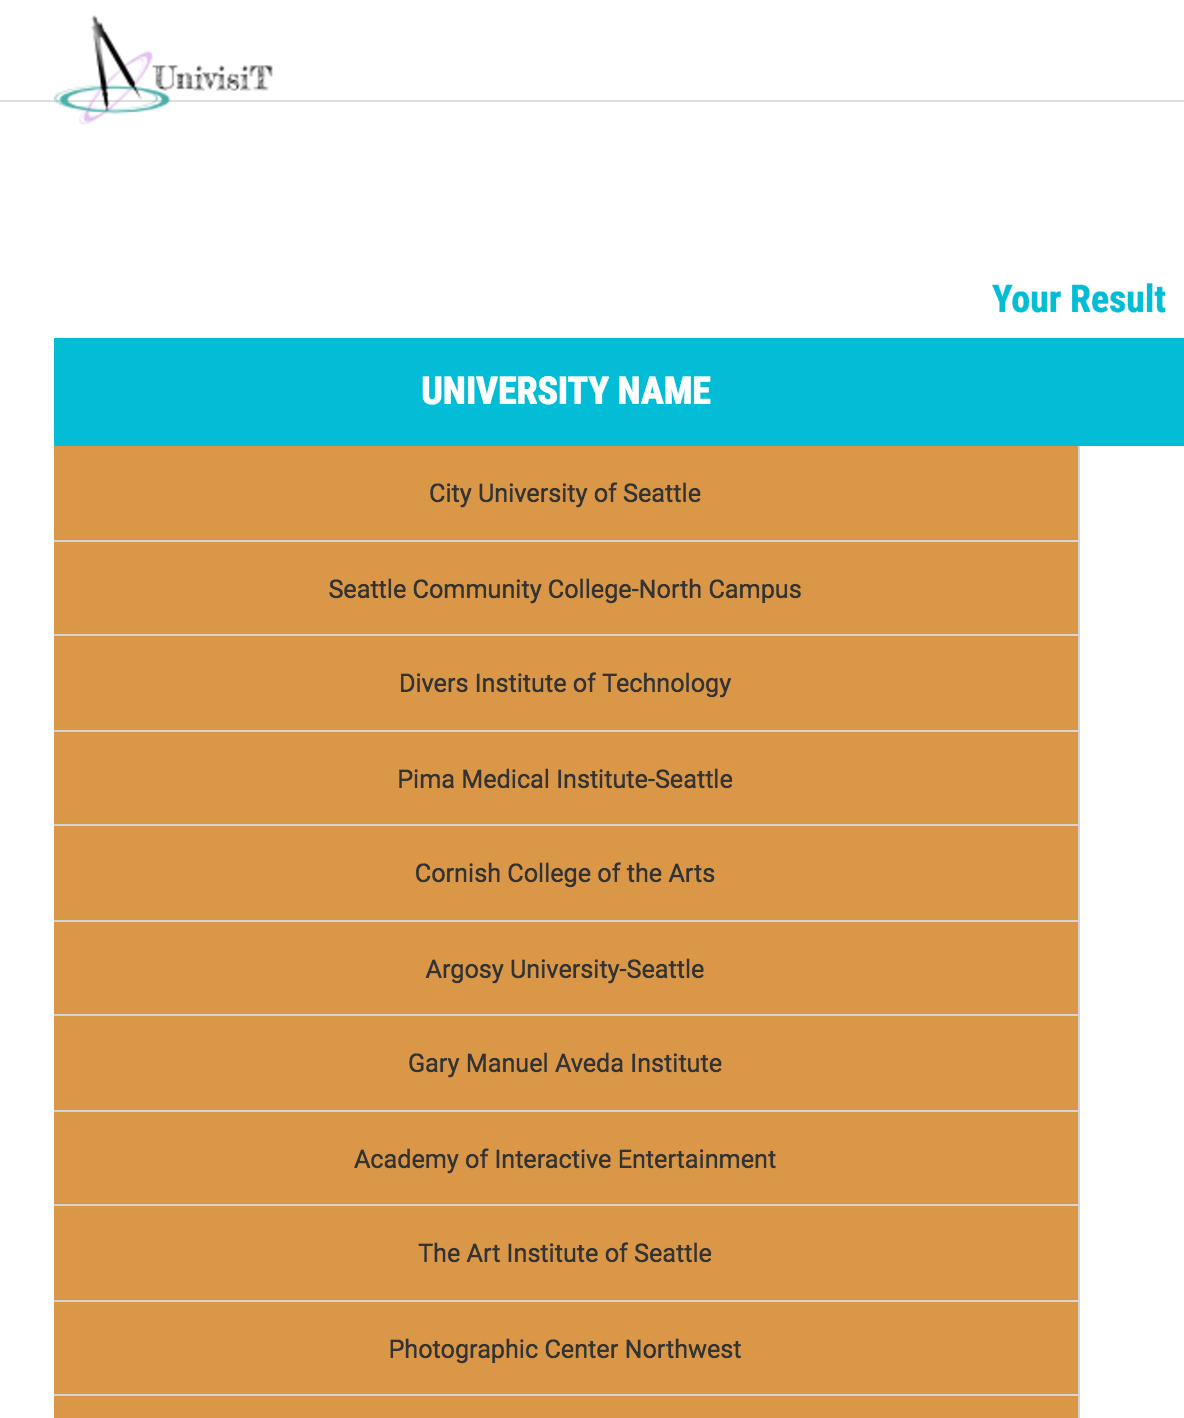 UnivisiT
Your Result
UNIVERSITY NAME
City University of Seattle
Seattle Community College-North Campus
Divers Institute of Technology
Pima Medical Institute-Seattle
Cornish College of the Arts
Argosy University-Seattle
Gary Manuel Aveda Institute
Academy of Interactive Entertainment
The Art Institute of Seattle
Photographic Center Northwest